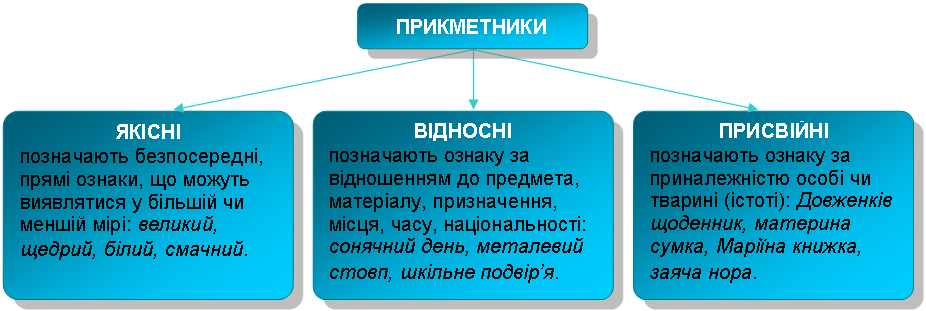 ПРИКМЕТНИКИ
ЯКІСНІ
позначають безпосередні,
прямі ознаки, що можуть
виявлятися у більшій чи
меншій мірі: великий,
щедрий, білий, смачний.
ВІДНОСНІ
позначають ознаку за
відношенням до предмета,
матеріалу, призначення,
місця, часу, національності:
сонячний день, металевий
стовп, шкільне подвір’я.
ПРИСВІЙНІ
позначають ознаку за
приналежністю особі чи
тварині (істоті): Довженків
щоденник, материна
сумка, Маріїна книжка,
заяча нора.